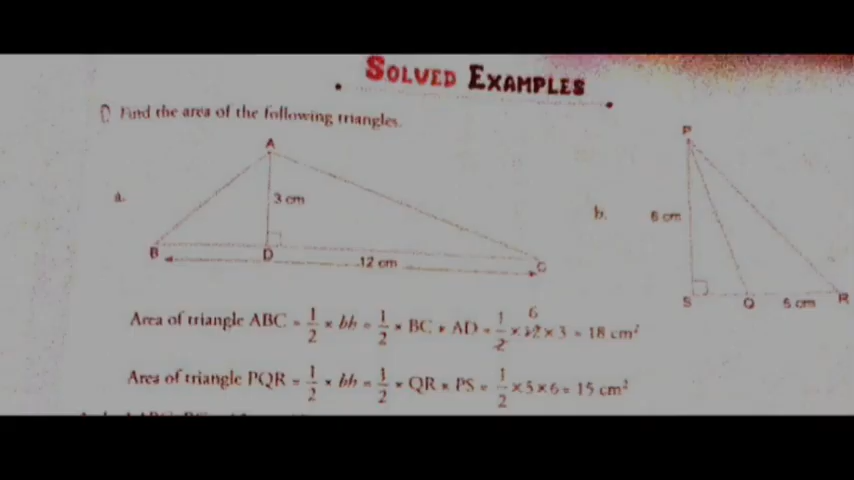 SOLVED EXAMPLES
Find the area of the following triangles.
a.
A
3 cm
B
D
12 cm
C
b.
P
6 cm
S
Q
5 cm
R
Area of triangle ABC = 1/2 × bh = 1/2 × BC × AD = 1/2 × 12 6 × 3 = 18 cm²
Area of triangle PQR = 1/2 × bh = 1/2 × QR × PS = 1/2 × 5 × 6 = 15 cm²